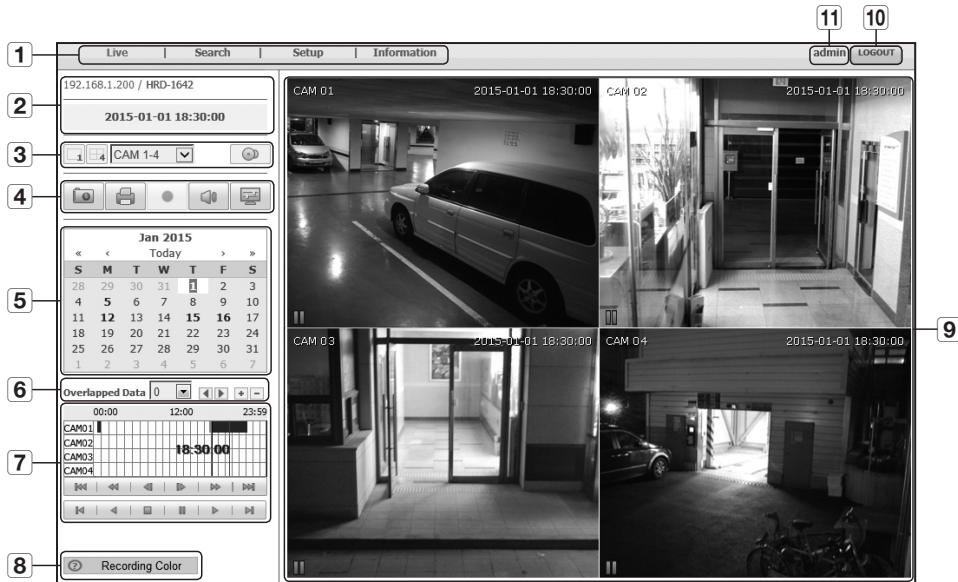 11 10
1 Live | Search | Setup | Information admin LOGOUT
192.168.1.200 / HRD-1642
2
2015-01-01 18:30:00
3 1 4 CAM 1-4
4
5
Jan 2015
« ‹ Today › »
S M T W T F S
28 29 30 31 1 2 3
4 5 6 7 8 9 10
11 12 13 14 15 16 17
18 19 20 21 22 23 24
25 26 27 28 29 30 31
1 2 3 4 5 6 7
6 Overlapped Data 0 + -
7
00:00 12:00 23:59
CAM01
CAM02
18:30:00
CAM03
CAM04
8 ? Recording Color
CAM 01 2015-01-01 18:30:00
CAM 02 2015-01-01 18:30:00
CAM 03 2015-01-01 18:30:00
CAM 04 2015-01-01 18:30:00
9